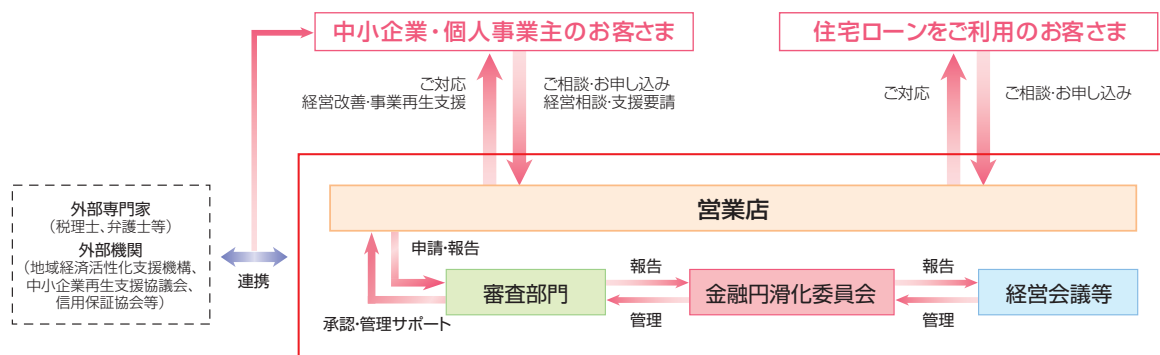 中小企業・個人事業主のお客さま
住宅ローンをご利用のお客さま
ご対応
経営改善・事業再生支援
ご相談・お申し込み
経営相談・支援要請
ご対応
ご相談・お申し込み
外部専門家
（税理士、弁護士等）
外部機関
（地域経済活性化支援機構、
中小企業再生支援協議会、
信用保証協会等）
連携
営業店
申請・報告
審査部門
承認・管理サポート
報告
管理
金融円滑化委員会
報告
管理
経営会議等